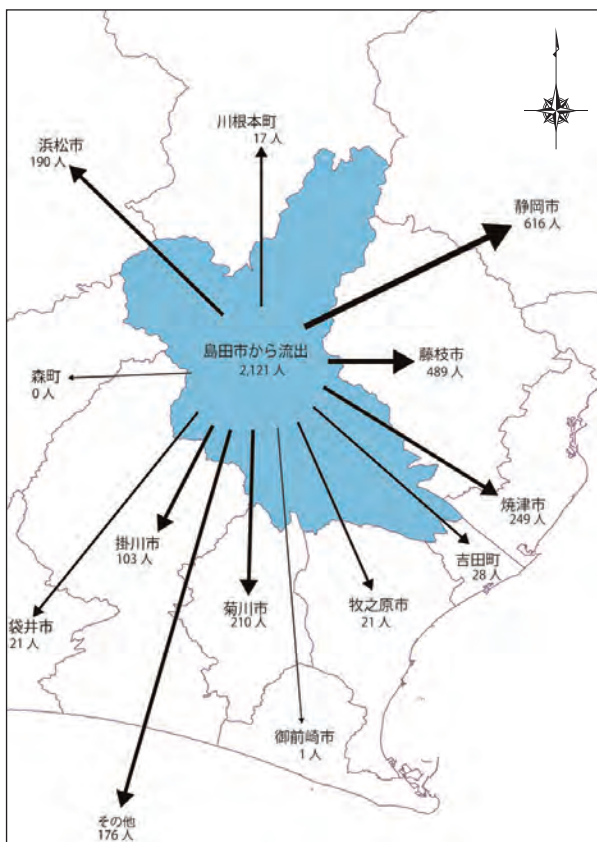 川根本町
17 人
浜松市
190 人
静岡市
616 人
島田市から流出
2,121 人
藤枝市
489 人
森町
0 人
焼津市
249 人
掛川市
103 人
吉田町
28 人
菊川市
210 人
牧之原市
21 人
袋井市
21 人
御前崎市
1 人
その他
176 人